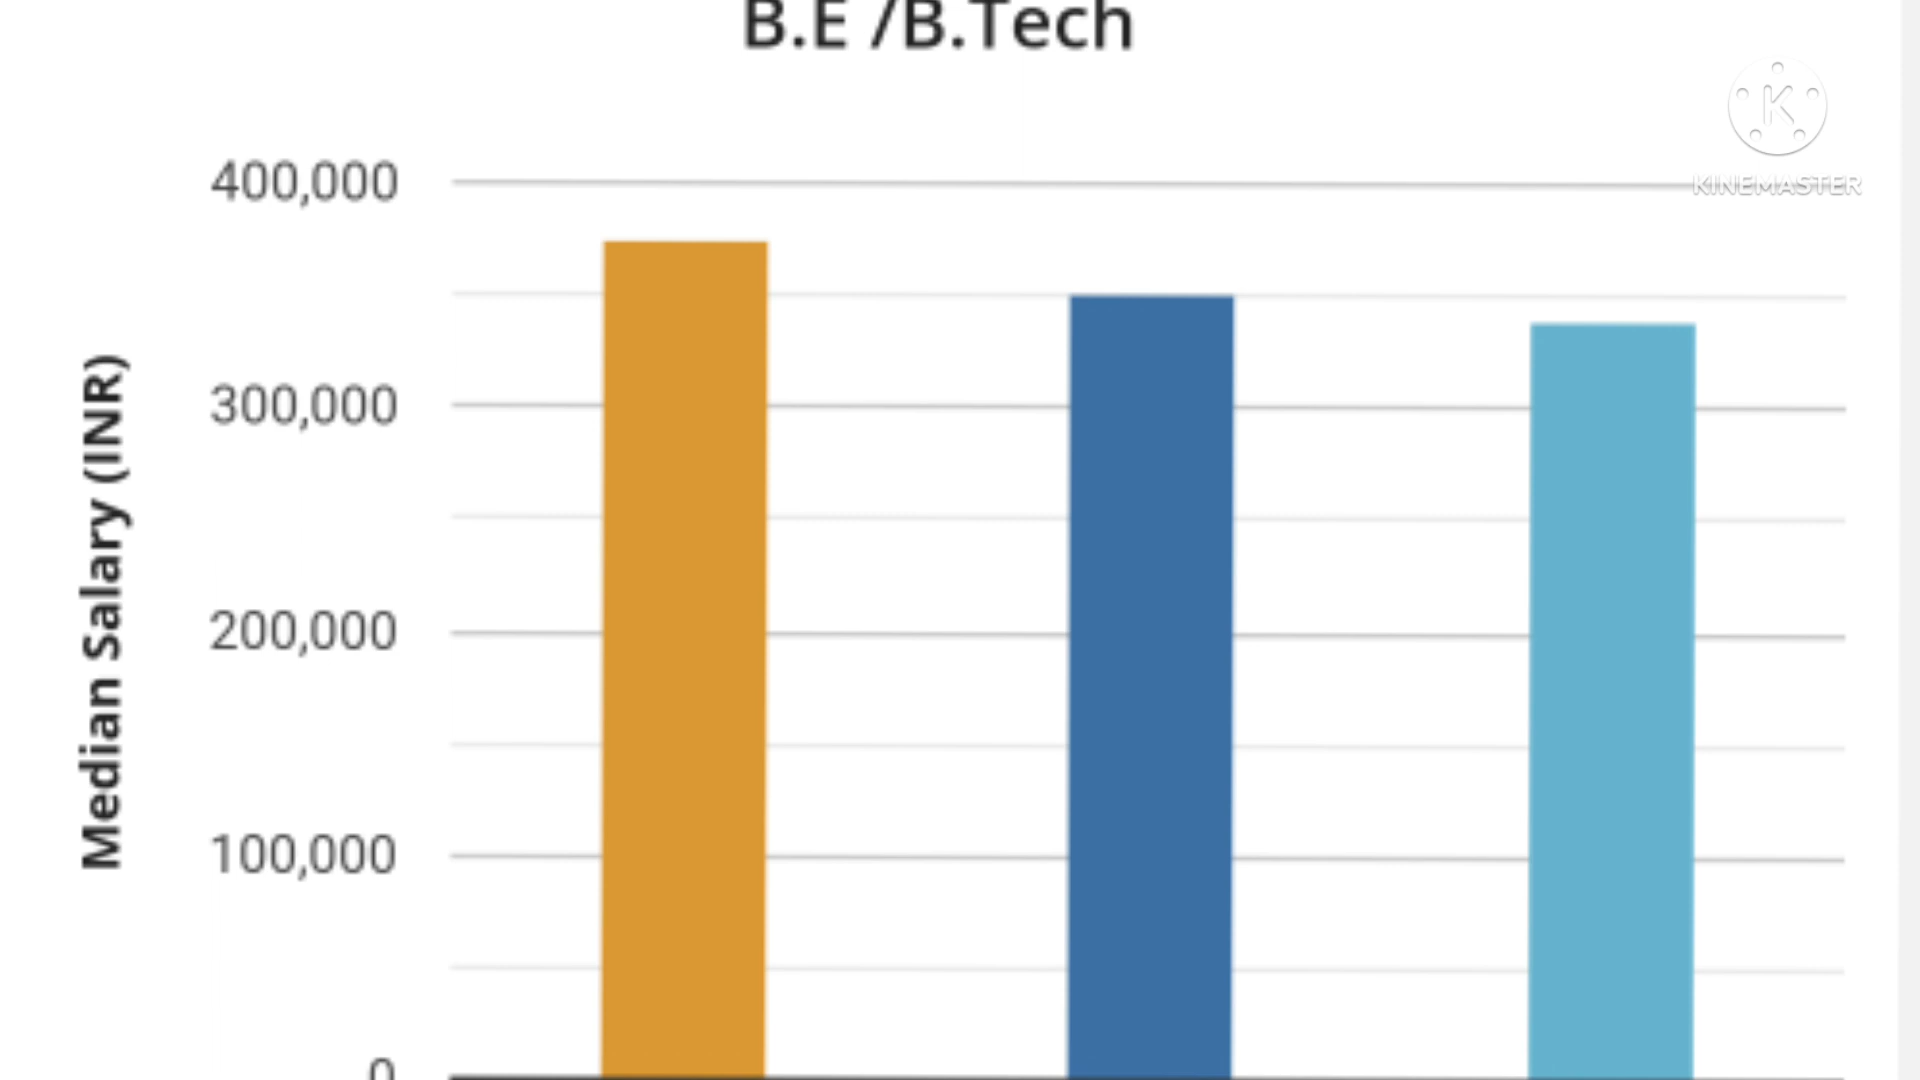 B.E /B.Tech
K
KINEMASTER
400,000
300,000
200,000
100,000
0
Median Salary (INR)